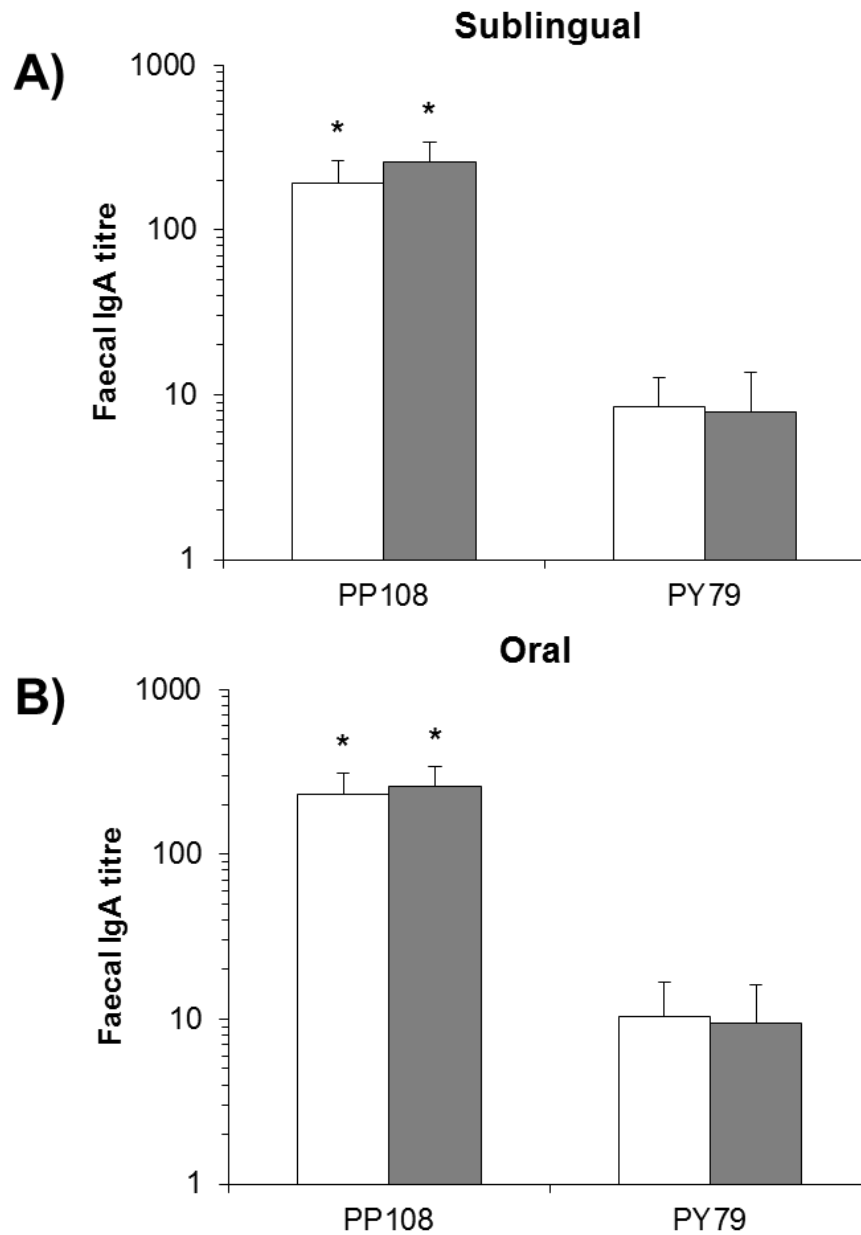 Sublingual
A)
1000
* *
100
10
1
Faecal IgA titre
PP108 PY79
Oral
B)
1000
* *
100
10
1
Faecal IgA titre
PP108 PY79